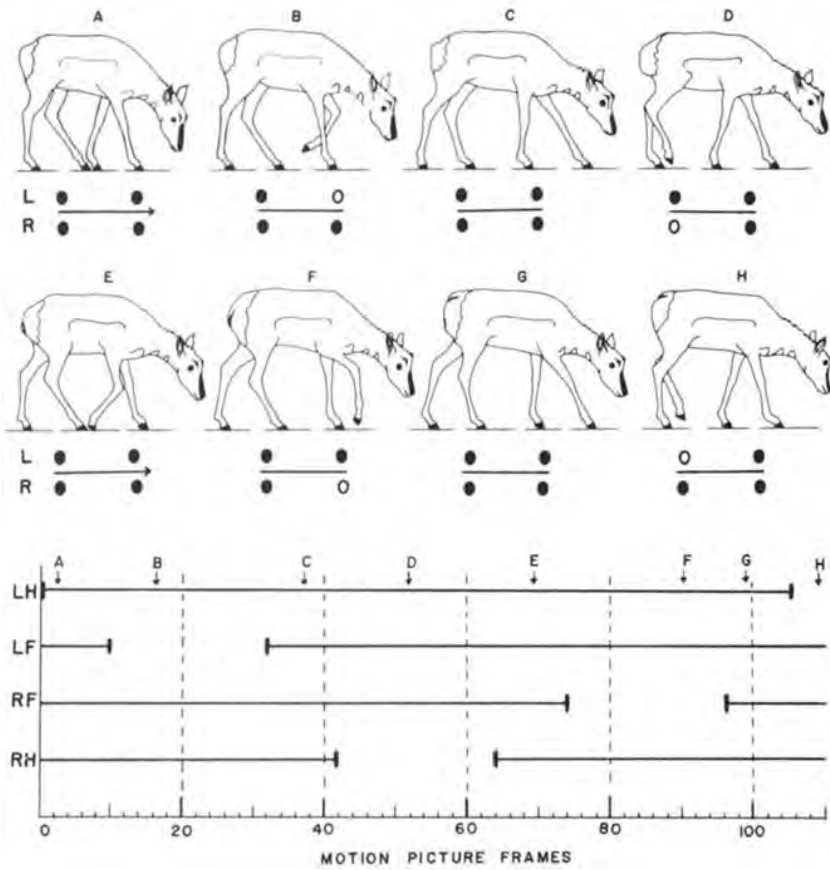 A B C D
L
R
E F G H
L
R
A B C D E F G H
LH
LF
RF
RH
0 20 40 60 80 100
MOTION PICTURE FRAMES